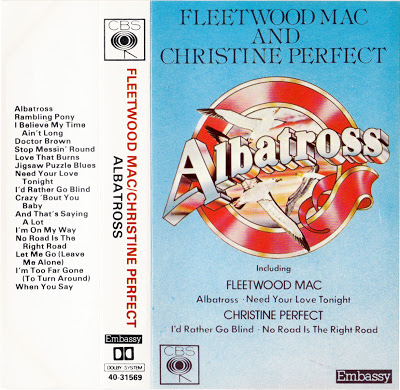 CBS
Albatross
Rambling Pony
I Believe My Time
Ain't Long
Doctor Brown
Stop Messin' Round
Love That Burns
Jigsaw Puzzle Blues
Need Your Love
Tonight
I'd Rather Go Blind
Crazy 'Bout You
Baby
And That's Saying
A Lot
I'm On My Way
No Road Is The
Right Road
Let Me Go (Leave
Me Alone)
I'm Too Far Gone
(To Turn Around)
When You Say
FLEETWOOD MAC/CHRISTINE PERFECT
ALBATROSS
Embassy
DOLBY SYSTEM
40-31569
FLEETWOOD MAC
AND
CHRISTINE PERFECT
Albatross
Including
FLEETWOOD MAC
Albatross · Need Your Love Tonight
CHRISTINE PERFECT
I'd Rather Go Blind · No Road Is The Right Road
CBS
Embassy